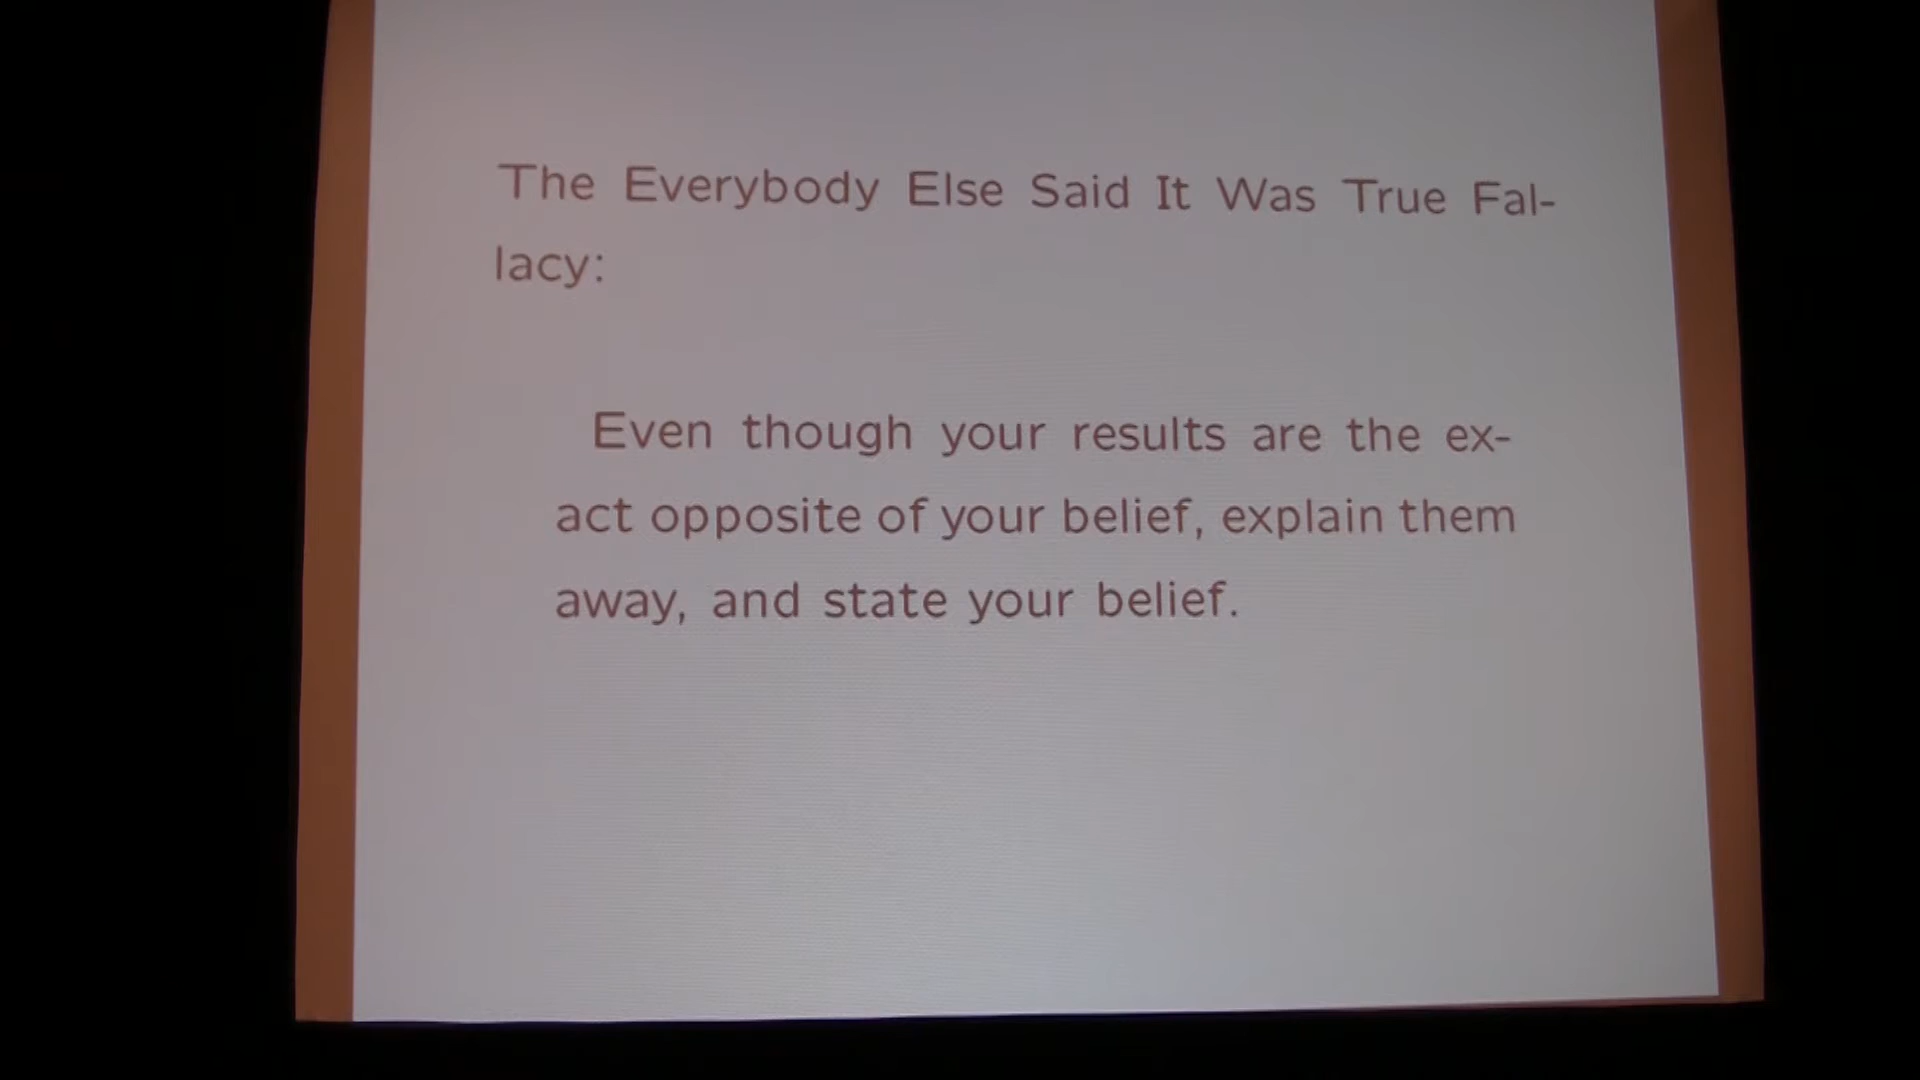 The Everybody Else Said It Was True Fal-
lacy:
Even though your results are the ex-
act opposite of your belief, explain them
away, and state your belief.